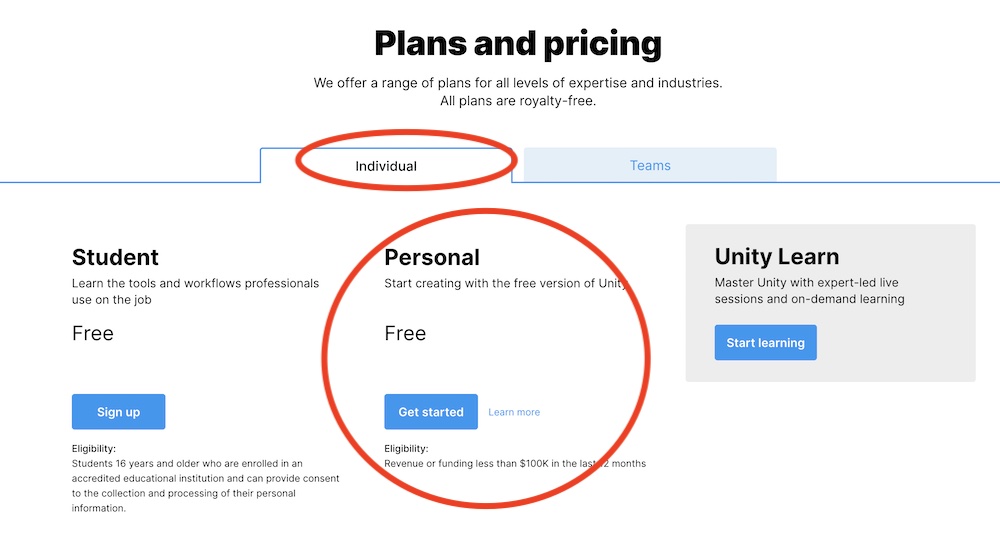 Plans and pricing
We offer a range of plans for all levels of expertise and industries.
All plans are royalty-free.
Individual
Teams
Student
Learn the tools and workflows professionals
use on the job
Free
Sign up
Eligibility:
Students 16 years and older who are enrolled in an
accredited educational institution and can provide consent
to the collection and processing of their personal
information.
Personal
Start creating with the free version of Unity
Free
Get started
Learn more
Eligibility:
Revenue or funding less than $100K in the last 12 months
Unity Learn
Master Unity with expert-led live
sessions and on-demand learning
Start learning